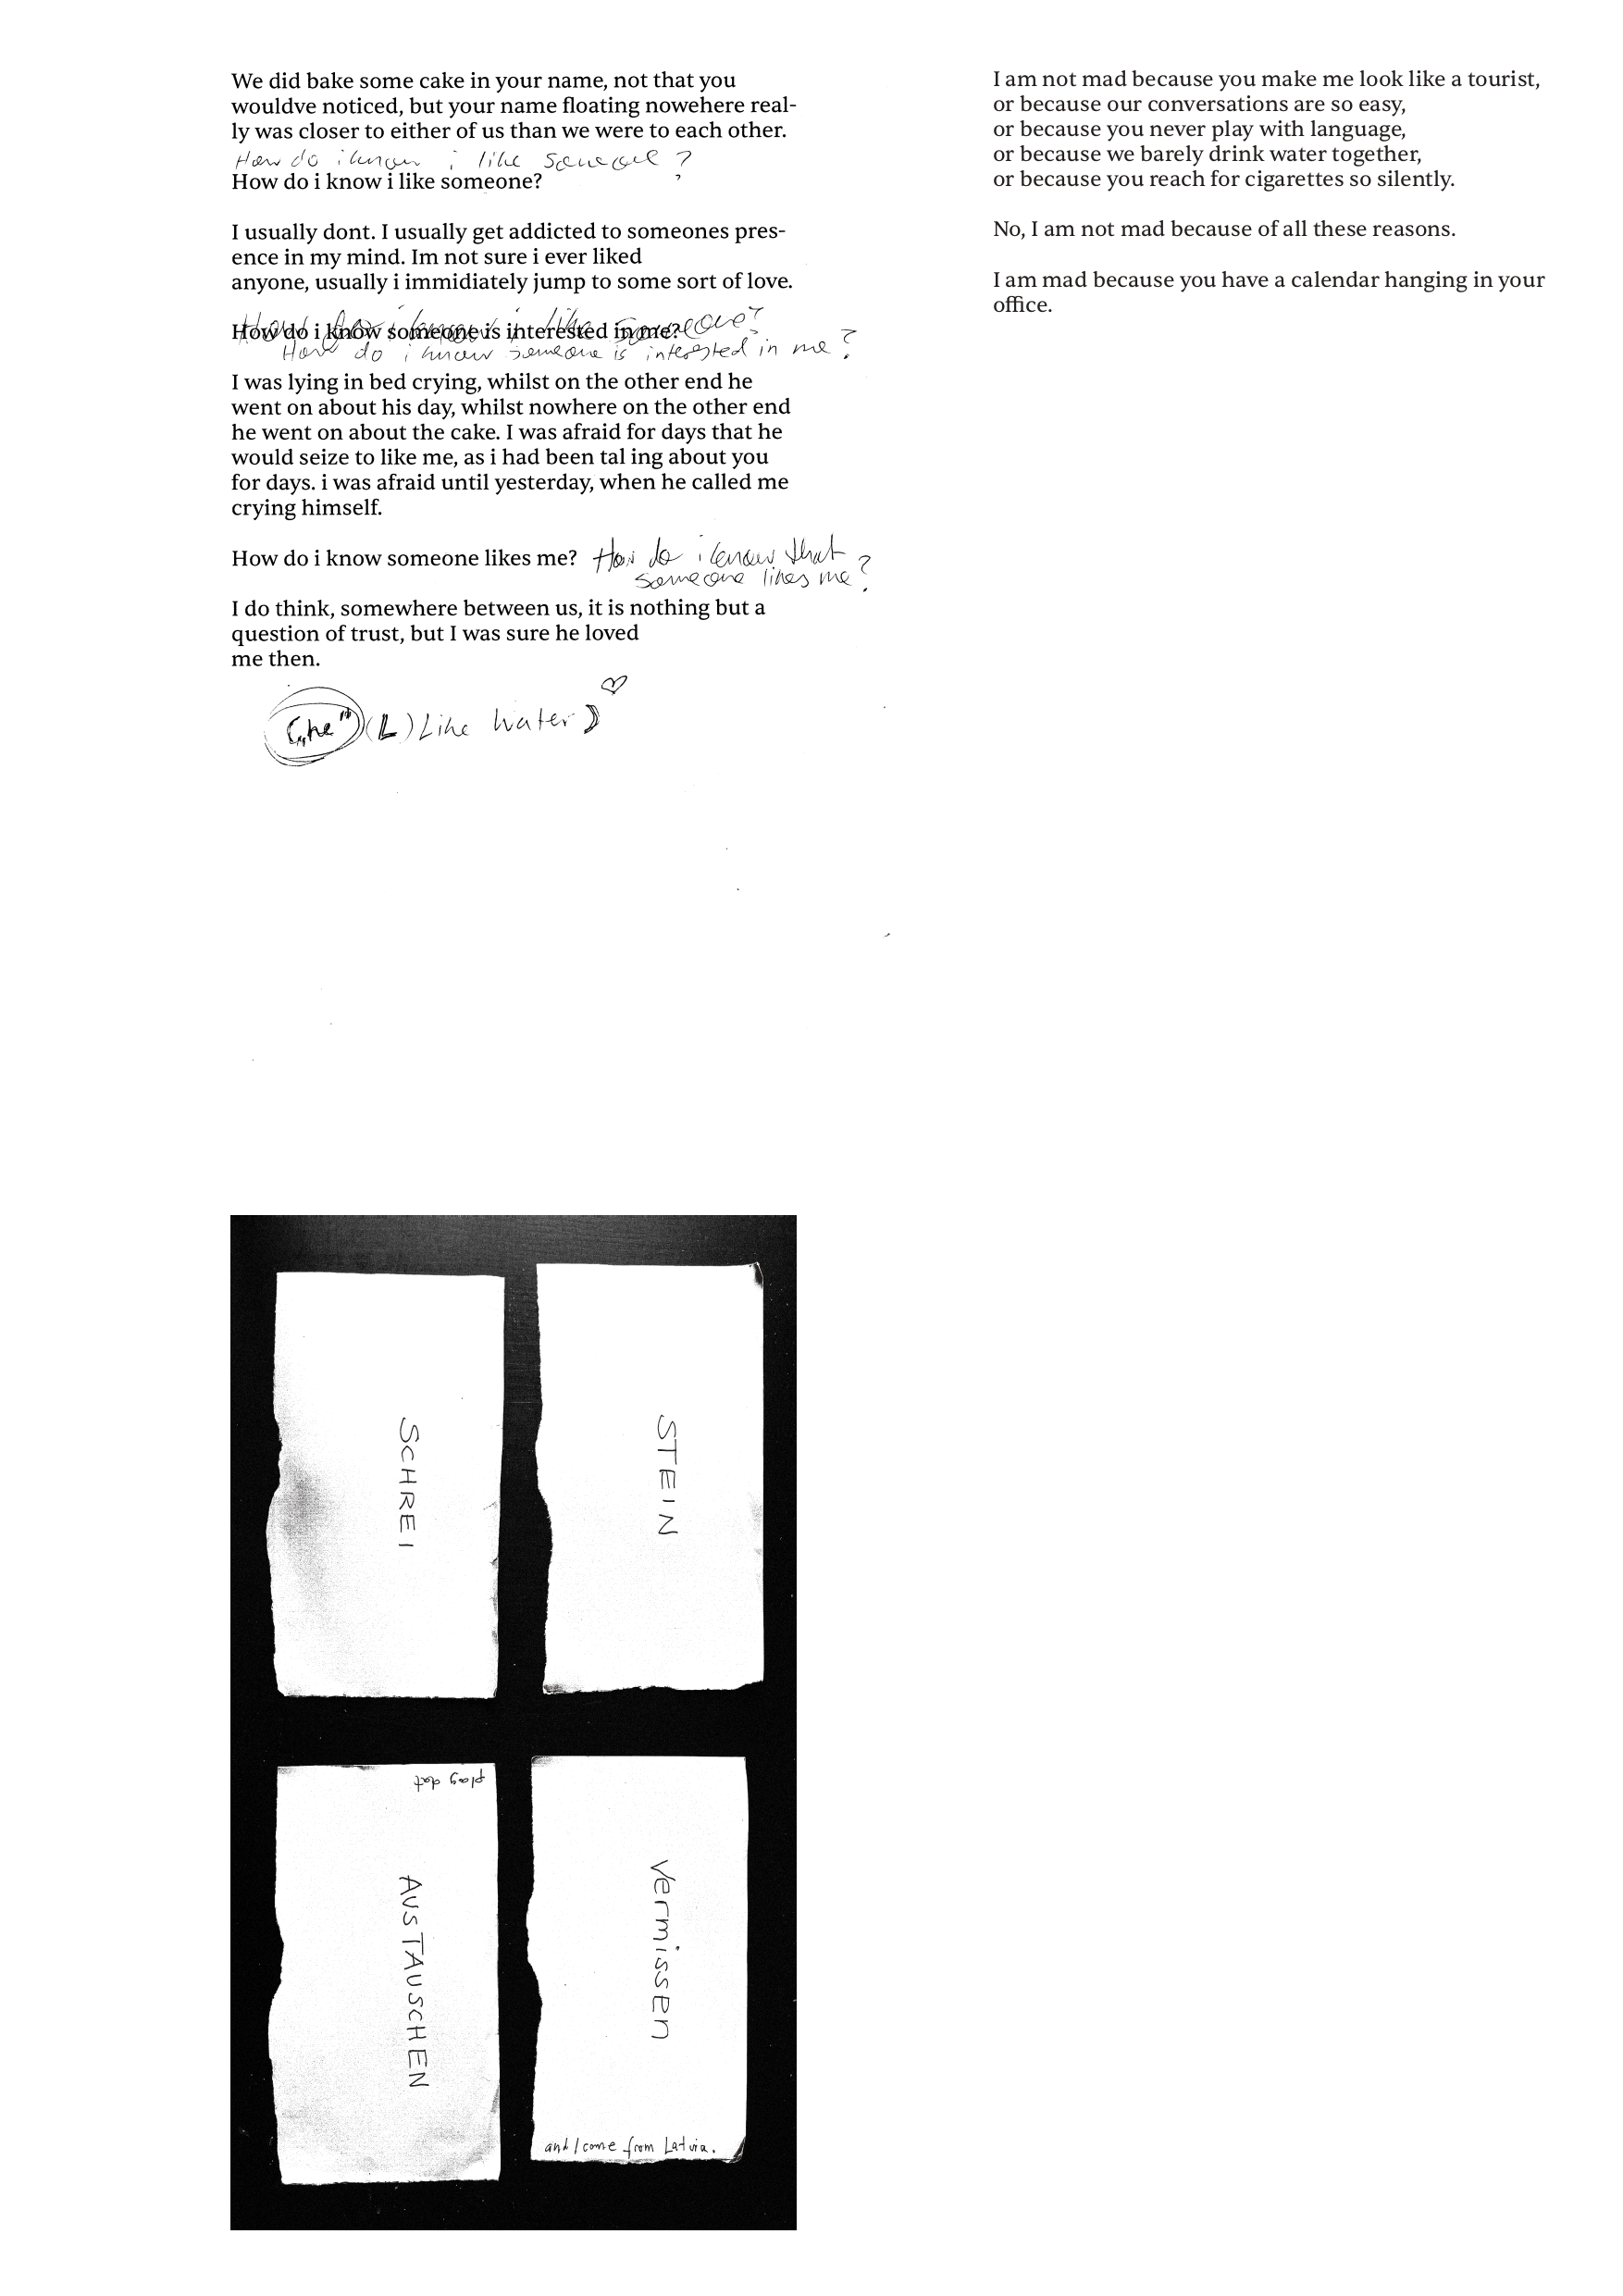 We did bake some cake in your name, not that you
wouldve noticed, but your name floating nowehere real-
ly was closer to either of us than we were to each other.
How do i know i like someone?
How do i know i like someone?
I usually dont. I usually get addicted to someones pres-
ence in my mind. Im not sure i ever liked
anyone, usually i immidiately jump to some sort of love.
How do i know i like someone?
How do i know someone is interested in me?
How do i know someone is interested in me?
I was lying in bed crying, whilst on the other end he
went on about his day, whilst nowhere on the other end
he went on about the cake. I was afraid for days that he
would seize to like me, as i had been tal ing about you
for days. i was afraid until yesterday, when he called me
crying himself.
How do i know someone likes me? How do i know that
someone likes me?
I do think, somewhere between us, it is nothing but a
question of trust, but I was sure he loved
me then.
(L) Like Water)
I am not mad because you make me look like a tourist,
or because our conversations are so easy,
or because you never play with language,
or because we barely drink water together,
or because you reach for cigarettes so silently.
No, I am not mad because of all these reasons.
I am mad because you have a calendar hanging in your
office.
SCHREI
STEIN
play dat
AUSTAUSCHEN
Vermissen
and I come from Latvia.